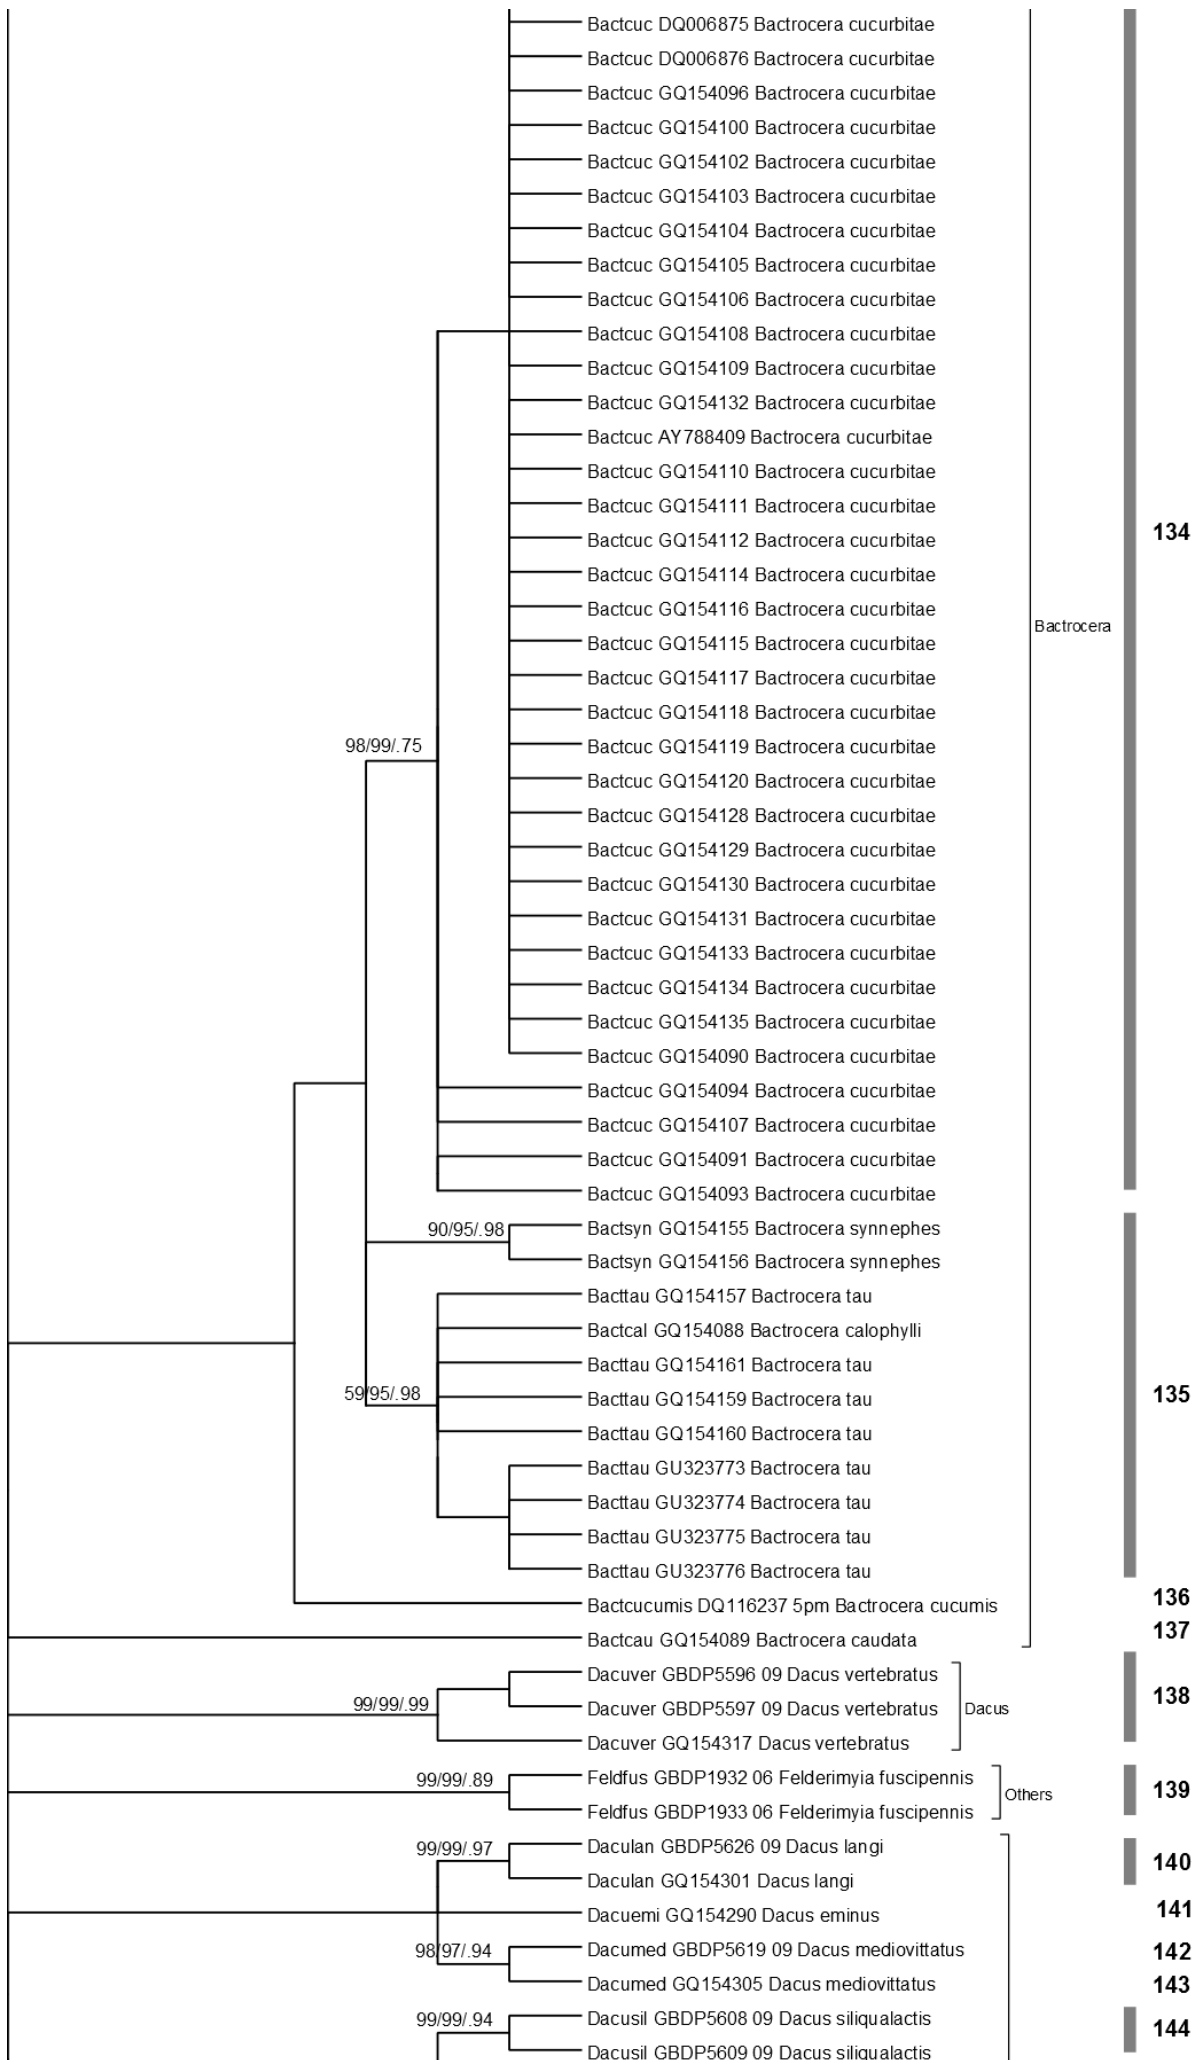 Bactcuc DQ006875 Bactrocera cucurbitae
Bactcuc DQ006876 Bactrocera cucurbitae
Bactcuc GQ154096 Bactrocera cucurbitae
Bactcuc GQ154100 Bactrocera cucurbitae
Bactcuc GQ154102 Bactrocera cucurbitae
Bactcuc GQ154103 Bactrocera cucurbitae
Bactcuc GQ154104 Bactrocera cucurbitae
Bactcuc GQ154105 Bactrocera cucurbitae
Bactcuc GQ154106 Bactrocera cucurbitae
Bactcuc GQ154108 Bactrocera cucurbitae
Bactcuc GQ154109 Bactrocera cucurbitae
Bactcuc GQ154132 Bactrocera cucurbitae
Bactcuc AY788409 Bactrocera cucurbitae
Bactcuc GQ154110 Bactrocera cucurbitae
Bactcuc GQ154111 Bactrocera cucurbitae
134
Bactcuc GQ154112 Bactrocera cucurbitae
Bactcuc GQ154114 Bactrocera cucurbitae
Bactcuc GQ154116 Bactrocera cucurbitae
Bactrocera
Bactcuc GQ154115 Bactrocera cucurbitae
Bactcuc GQ154117 Bactrocera cucurbitae
Bactcuc GQ154118 Bactrocera cucurbitae
98/99/.75
Bactcuc GQ154119 Bactrocera cucurbitae
Bactcuc GQ154120 Bactrocera cucurbitae
Bactcuc GQ154128 Bactrocera cucurbitae
Bactcuc GQ154129 Bactrocera cucurbitae
Bactcuc GQ154130 Bactrocera cucurbitae
Bactcuc GQ154131 Bactrocera cucurbitae
Bactcuc GQ154133 Bactrocera cucurbitae
Bactcuc GQ154134 Bactrocera cucurbitae
Bactcuc GQ154135 Bactrocera cucurbitae
Bactcuc GQ154090 Bactrocera cucurbitae
Bactcuc GQ154094 Bactrocera cucurbitae
Bactcuc GQ154107 Bactrocera cucurbitae
Bactcuc GQ154091 Bactrocera cucurbitae
Bactcuc GQ154093 Bactrocera cucurbitae
90/95/.98
Bactsyn GQ154155 Bactrocera synnephes
Bactsyn GQ154156 Bactrocera synnephes
Bacttau GQ154157 Bactrocera tau
Bactcal GQ154088 Bactrocera calophylli
Bacttau GQ154161 Bactrocera tau
59/95/.98
135
Bacttau GQ154159 Bactrocera tau
Bacttau GQ154160 Bactrocera tau
Bacttau GU323773 Bactrocera tau
Bacttau GU323774 Bactrocera tau
Bacttau GU323775 Bactrocera tau
Bacttau GU323776 Bactrocera tau
136
Bactcucumis DQ116237 5pm Bactrocera cucumis
137
Bactcau GQ154089 Bactrocera caudata
Dacuver GBDP5596 09 Dacus vertebratus
138
99/99/.99
Dacuver GBDP5597 09 Dacus vertebratus
Dacus
Dacuver GQ154317 Dacus vertebratus
99/99/.89
Feldfus GBDP1932 06 Felderimyia fuscipennis
139
Others
Feldfus GBDP1933 06 Felderimyia fuscipennis
99/99/.97
Daculan GBDP5626 09 Dacus langi
140
Daculan GQ154301 Dacus langi
141
Dacuemi GQ154290 Dacus eminus
98/97/.94
Dacumed GBDP5619 09 Dacus mediovittatus
142
Dacumed GQ154305 Dacus mediovittatus
143
99/99/.94
Dacusil GBDP5608 09 Dacus siliqualactis
144
Dacusil GBDP5609 09 Dacus siliqualactis